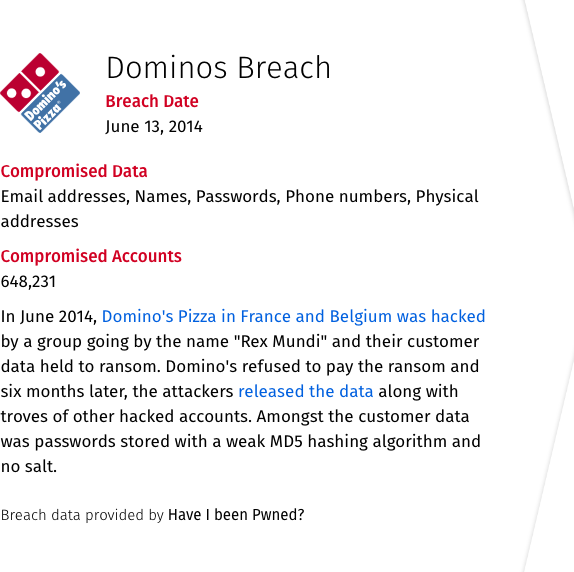 Domino's
Pizza
Dominos Breach
Breach Date
June 13, 2014
Compromised Data
Email addresses, Names, Passwords, Phone numbers, Physical
addresses
Compromised Accounts
648,231
In June 2014, Domino's Pizza in France and Belgium was hacked
by a group going by the name "Rex Mundi" and their customer
data held to ransom. Domino's refused to pay the ransom and
six months later, the attackers released the data along with
troves of other hacked accounts. Amongst the customer data
was passwords stored with a weak MD5 hashing algorithm and
no salt.
Breach data provided by Have I been Pwned?